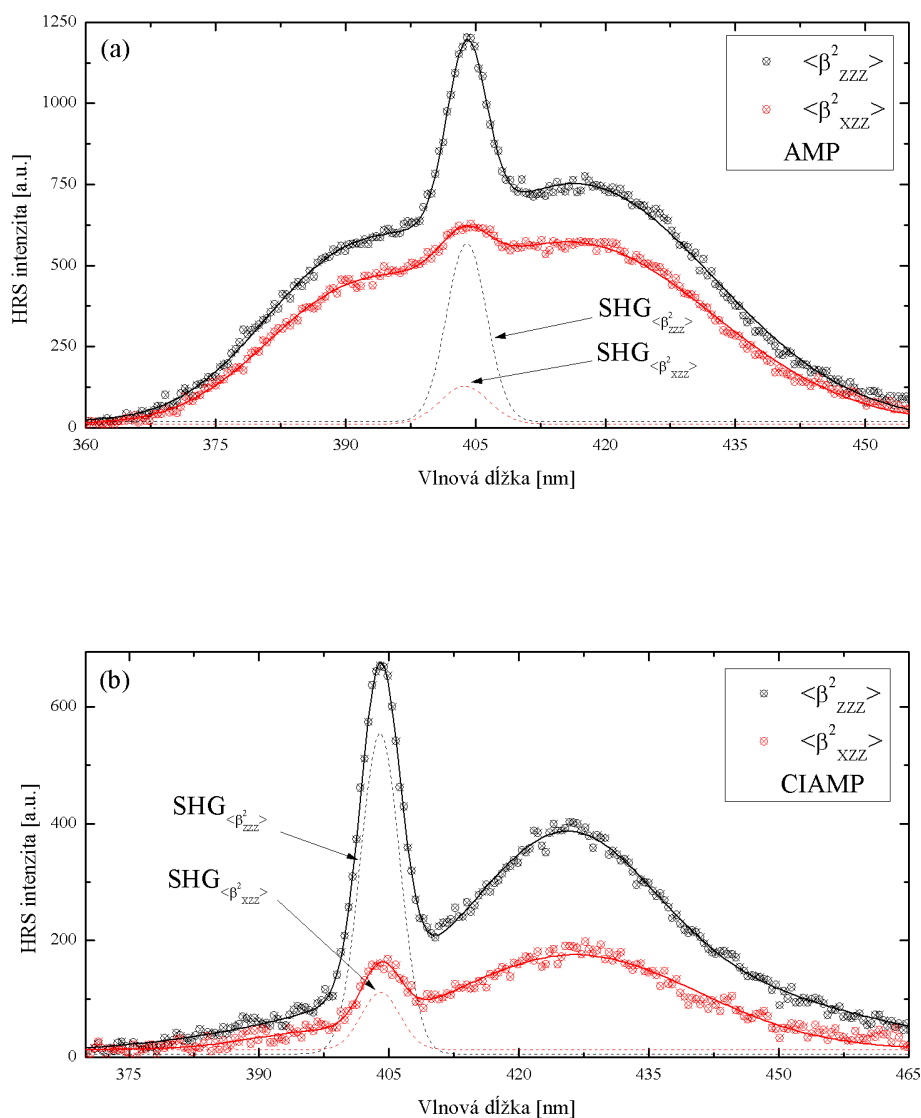 (a)
<β²ZZZ>
<β²XZZ>
AMP
SHG<β²zzz>
SHG<β²xzz>
HRS intenzita [a.u.]
1250
1000
750
500
250
0
360 375 390 405 420 435 450
Vlnová dĺžka [nm]
(b)
<β²ZZZ>
<β²XZZ>
CIAMP
SHG<β²zzz>
SHG<β²xzz>
HRS intenzita [a.u.]
600
400
200
0
375 390 405 420 435 450 465
Vlnová dĺžka [nm]